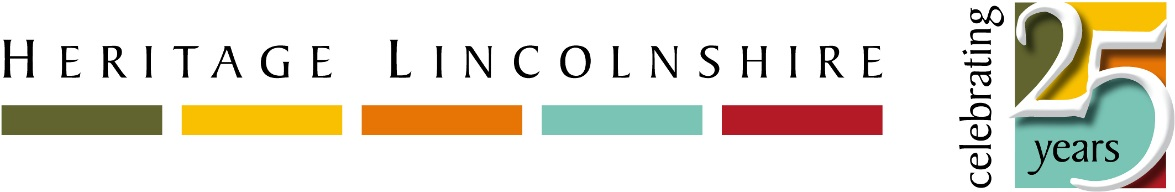 HERITAGE LINCOLNSHIRE
celebrating
25
years